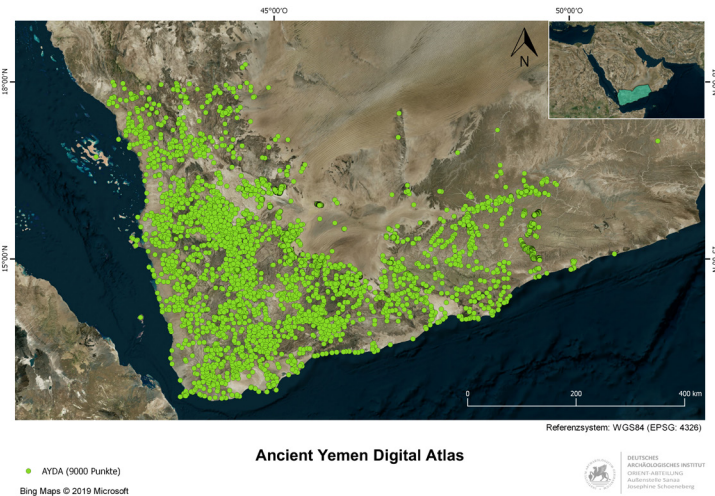 45°00'O 50°00'O
18°00'N
N
15°00'N
0 200 400 km
Referenzsystem: WGS84 (EPSG: 4326)
Ancient Yemen Digital Atlas
AYDA (9000 Punkte)
Bing Maps © 2019 Microsoft
DEUTSCHES
ARCHÄOLOGISCHES INSTITUT
ORIENT-ABTEILUNG
Außenstelle Sanaa
Josephine Schoeneberg